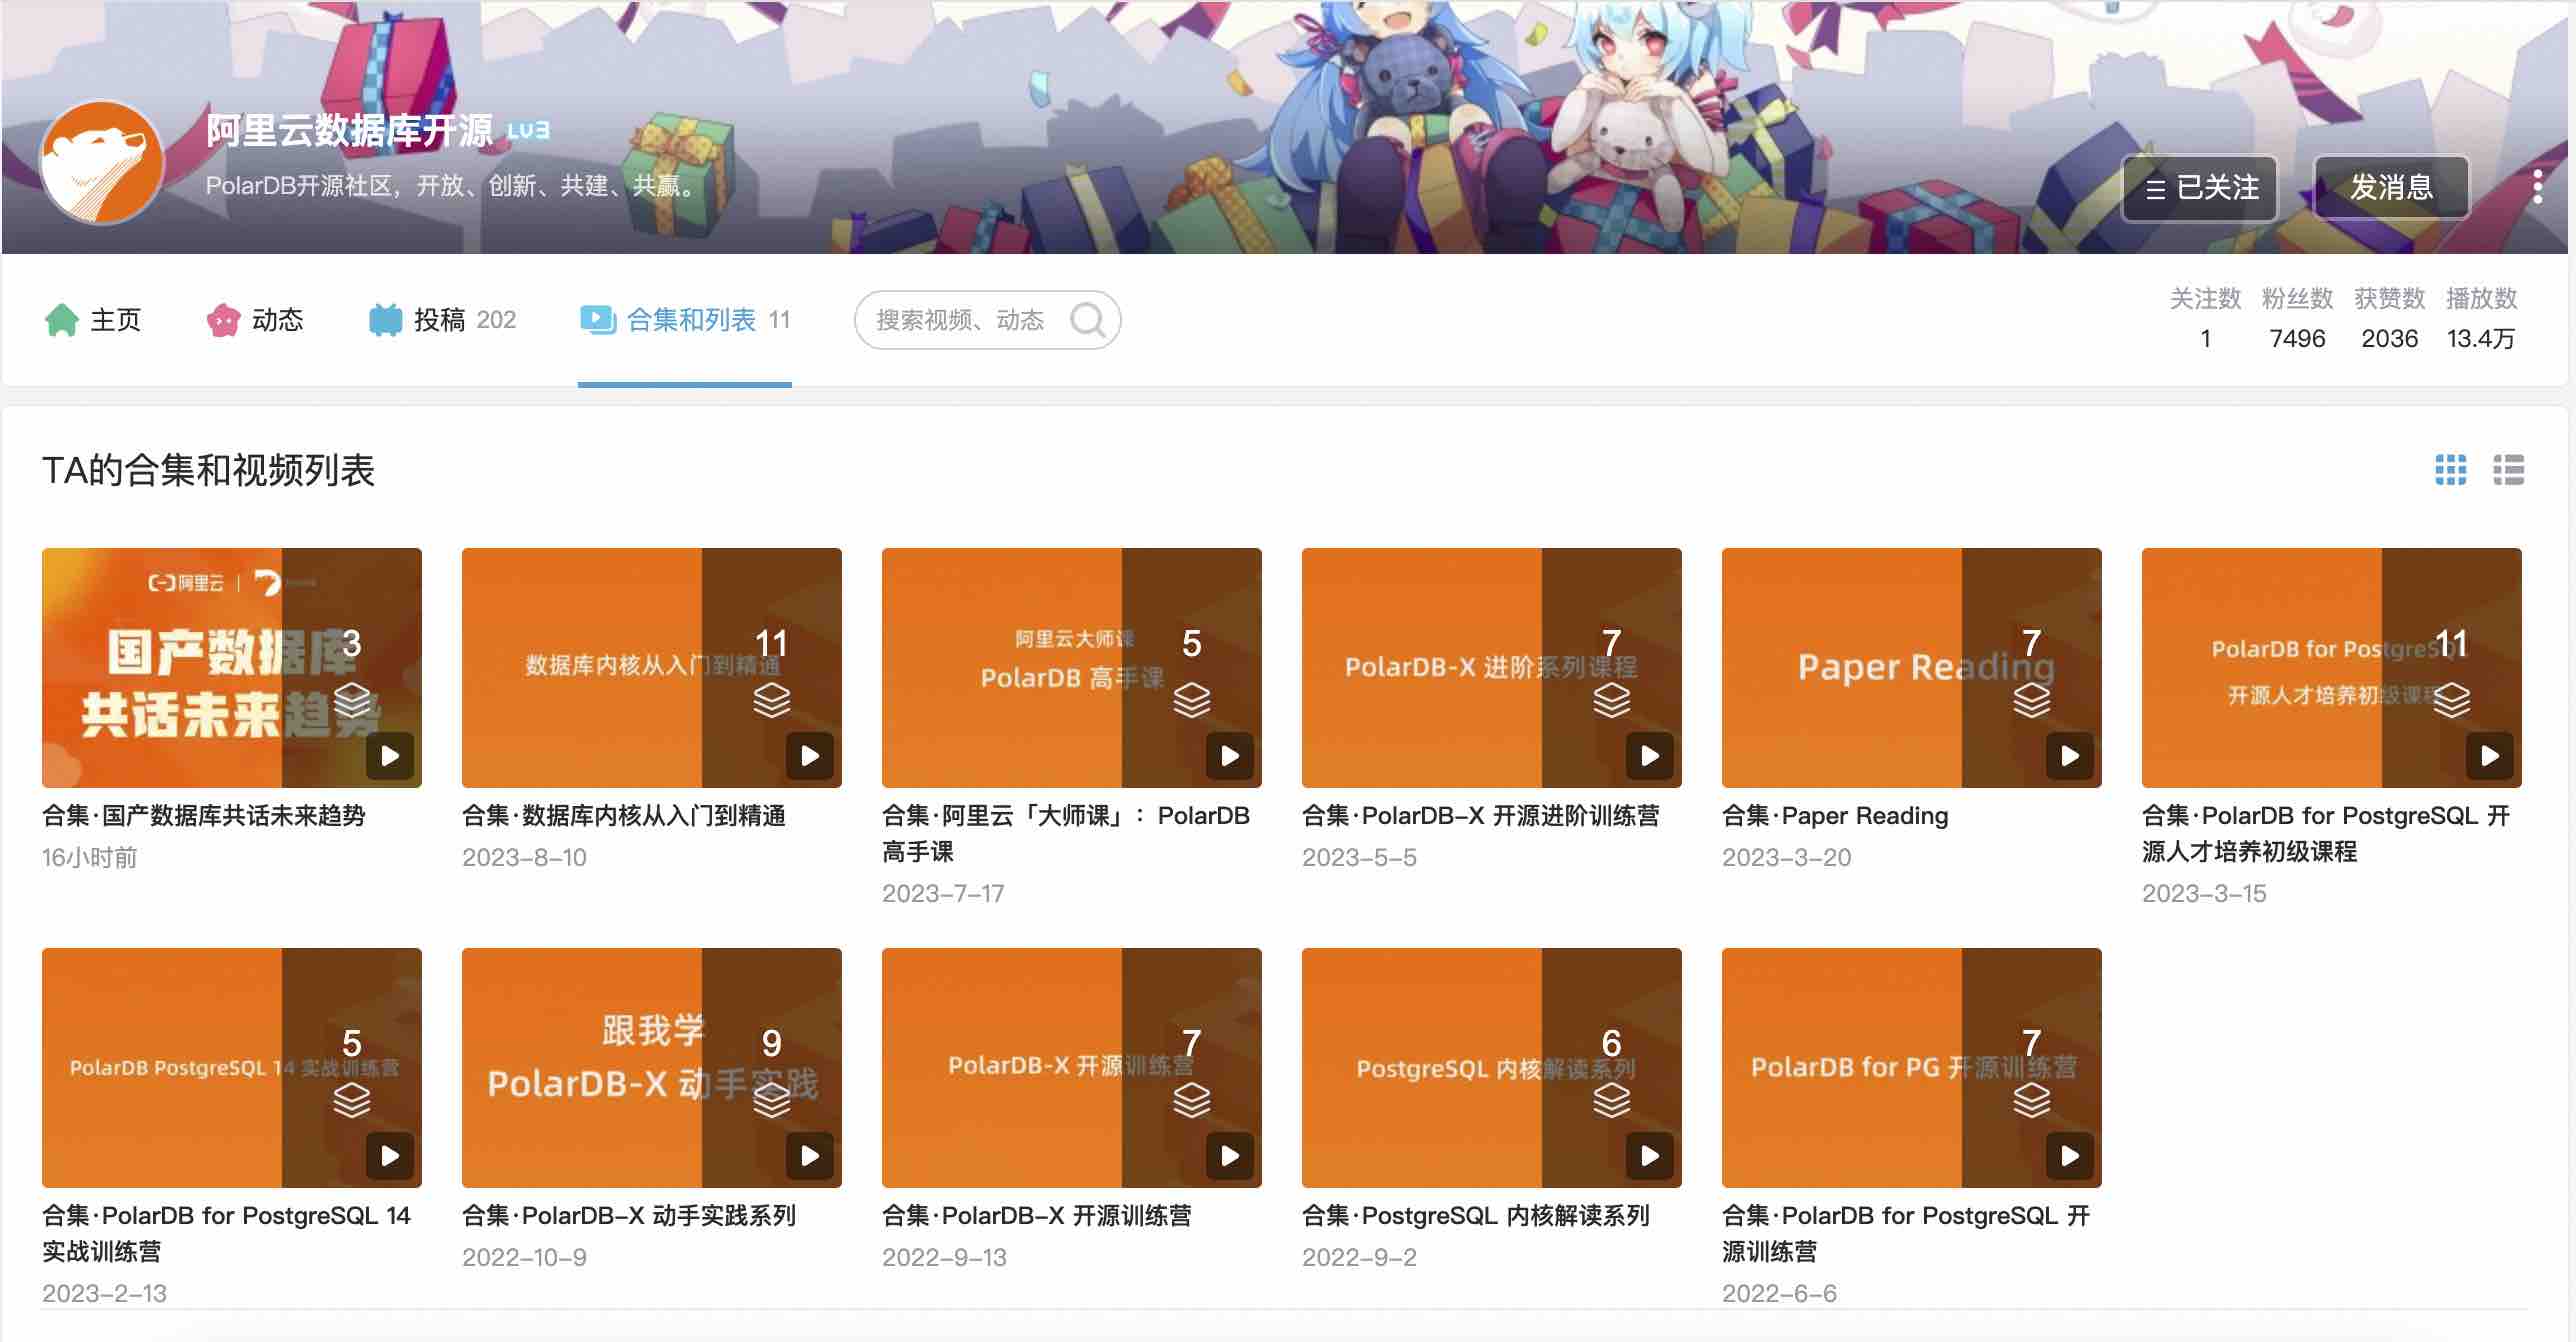 阿里云数据库开源 LV3
PolarDB开源社区，开放、创新、共建、共赢。
已关注
发消息
主页
动态
投稿 202
合集和列表 11
搜索视频、动态
关注数 粉丝数 获赞数 播放数
1 7496 2036 13.4万
TA的合集和视频列表
阿里云
国产数据库
共话未来趋势
3
合集·国产数据库共话未来趋势
16小时前
数据库内核从入门到精通
11
合集·数据库内核从入门到精通
2023-8-10
阿里云大师课
PolarDB 高手课
5
合集·阿里云「大师课」：PolarDB
高手课
2023-7-17
PolarDB-X 进阶系列课程
7
合集·PolarDB-X 开源进阶训练营
2023-5-5
Paper Reading
7
合集·Paper Reading
2023-3-20
PolarDB for PostgreSQL
开源人才培养初级课程
11
合集·PolarDB for PostgreSQL 开
源人才培养初级课程
2023-3-15
PolarDB PostgreSQL 14 实战训练营
5
合集·PolarDB for PostgreSQL 14
实战训练营
2023-2-13
跟我学
PolarDB-X 动手实践
9
合集·PolarDB-X 动手实践系列
2022-10-9
PolarDB-X 开源训练营
7
合集·PolarDB-X 开源训练营
2022-9-13
PostgreSQL 内核解读系列
6
合集·PostgreSQL 内核解读系列
2022-9-2
PolarDB for PG 开源训练营
7
合集·PolarDB for PostgreSQL 开
源训练营
2022-6-6